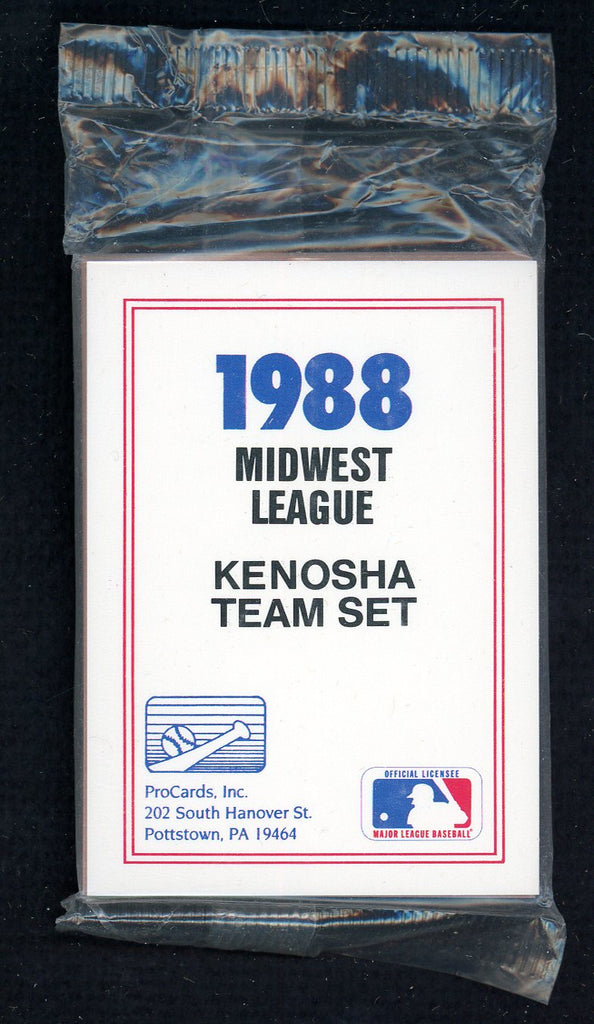 1988
MIDWEST
LEAGUE
KENOSHA
TEAM SET
ProCards, Inc.
202 South Hanover St.
Pottstown, PA 19464
OFFICIAL LICENSEE
MAJOR LEAGUE BASEBALL®